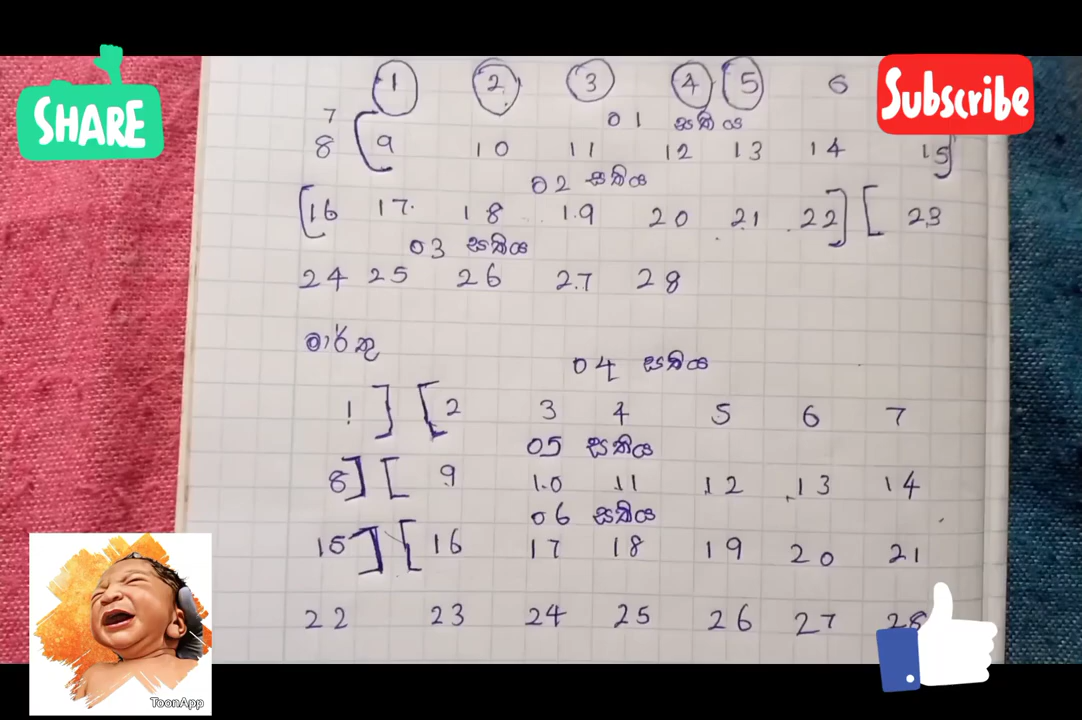 SHARE
Subscribe
1 2 3 4 5 6
7
01 සතිය
8 [9 10 11 12 13 14 15]
02 සතිය
[16 17 18 19 20 21 22] [23
03 සතිය
24 25 26 27 28
මාර්තු
04 සතිය
1] [2 3 4 5 6 7
05 සතිය
8] [9 10 11 12 13 14
06 සතිය
15] [16 17 18 19 20 21
22 23 24 25 26 27 28
ToonApp